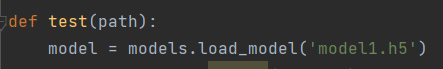 def test(path):
    model = models.load_model('model1.h5')